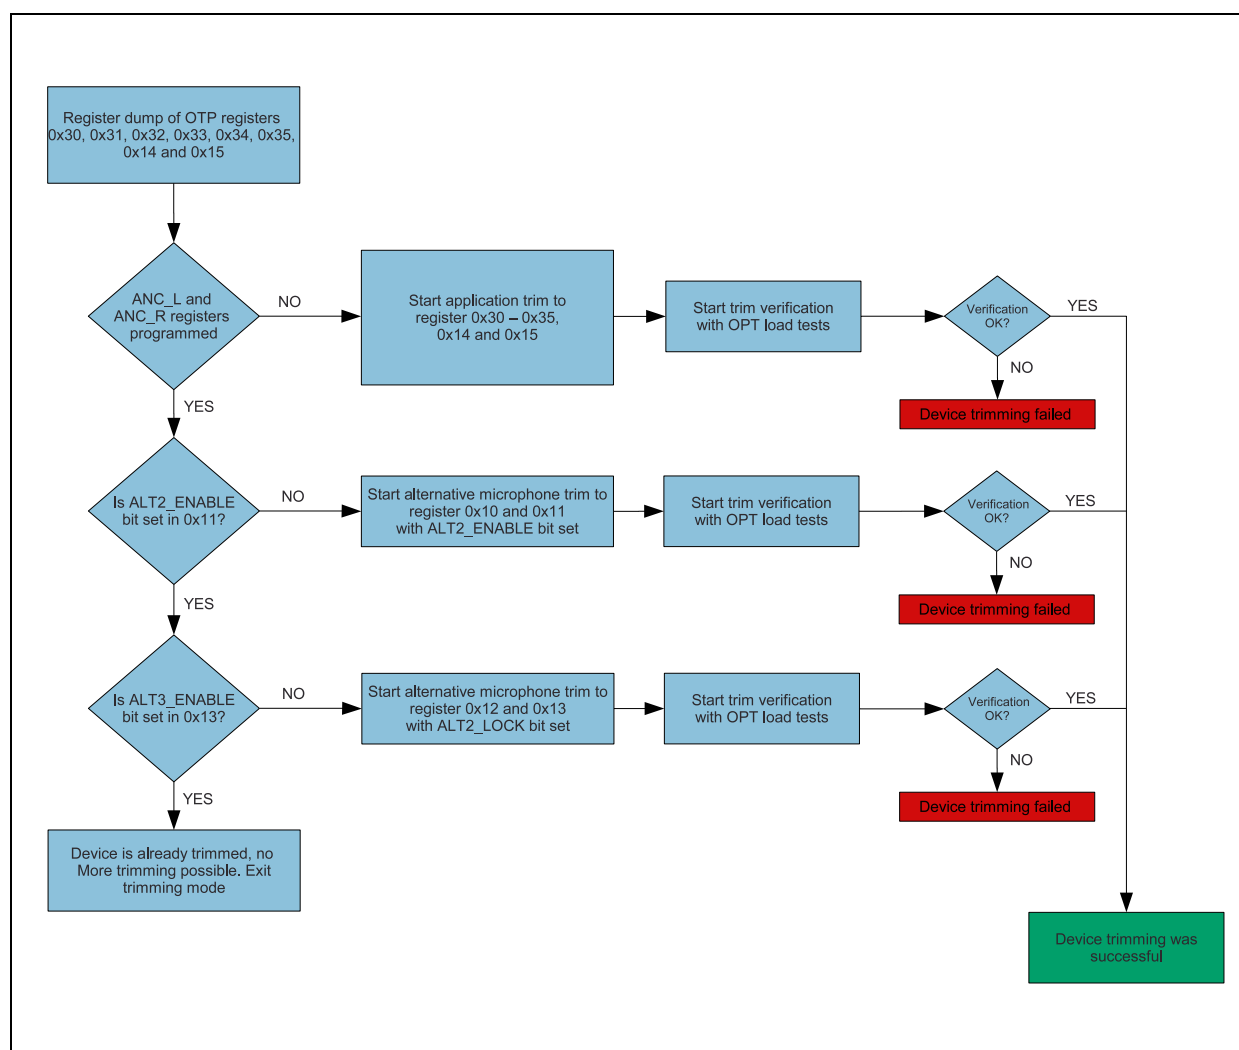 Register dump of OTP registers
0x30, 0x31, 0x32, 0x33, 0x34, 0x35,
0x14 and 0x15
ANC_L and
ANC_R registers
programmed
NO
Start application trim to
register 0x30 – 0x35,
0x14 and 0x15
Start trim verification
with OPT load tests
Verification
OK?
YES
NO
Device trimming failed
YES
Is ALT2_ENABLE
bit set in 0x11?
NO
Start alternative microphone trim to
register 0x10 and 0x11
with ALT2_ENABLE bit set
Start trim verification
with OPT load tests
Verification
OK?
YES
NO
Device trimming failed
YES
Is ALT3_ENABLE
bit set in 0x13?
NO
Start alternative microphone trim to
register 0x12 and 0x13
with ALT2_LOCK bit set
Start trim verification
with OPT load tests
Verification
OK?
YES
NO
Device trimming failed
YES
Device is already trimmed, no
More trimming possible. Exit
trimming mode
Device trimming was
successful